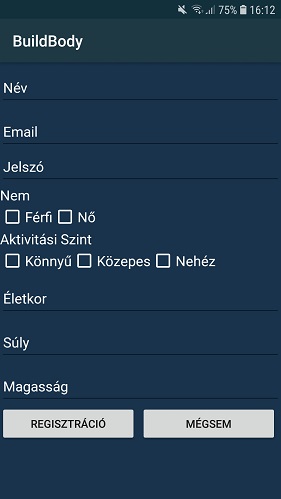 75% 16:12
BuildBody
Név
Email
Jelszó
Nem
Férfi Nő
Aktivitási Szint
Könnyű Közepes Nehéz
Életkor
Súly
Magasság
REGISZTRÁCIÓ MÉGSEM